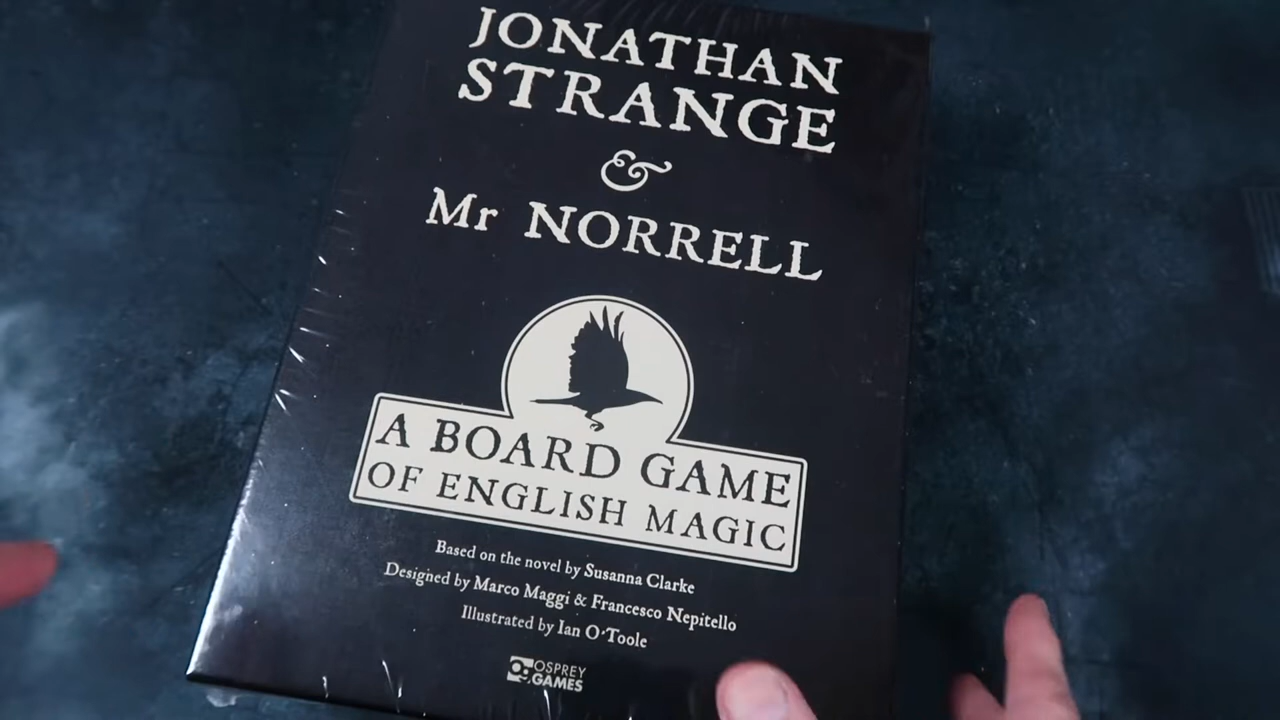 JONATHAN
STRANGE
&
Mr NORRELL
A BOARD GAME
OF ENGLISH MAGIC
Based on the novel by Susanna Clarke
Designed by Marco Maggi & Francesco Nepitello
Illustrated by Ian O'Toole
OSPREY
GAMES